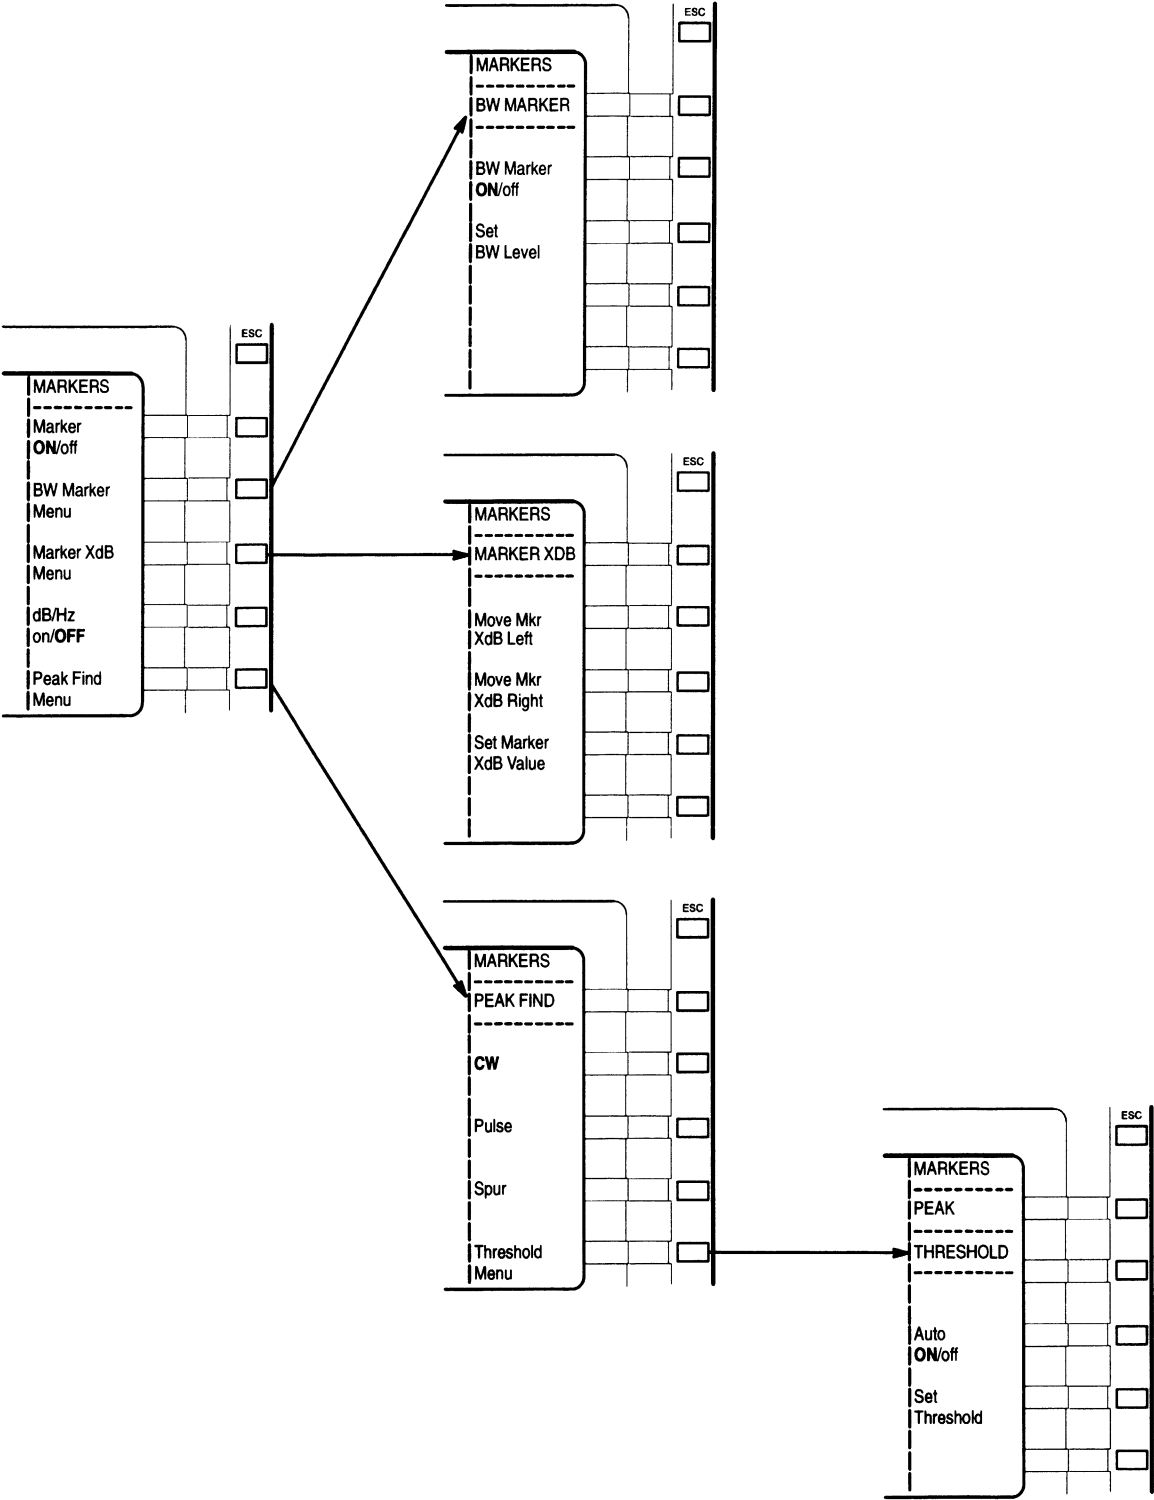 ESC
MARKERS
BW MARKER
BW Marker
ON/off
Set
BW Level
ESC
MARKERS
Marker
ON/off
BW Marker
Menu
Marker XdB
Menu
dB/Hz
on/OFF
Peak Find
Menu
ESC
MARKERS
MARKER XDB
Move Mkr
XdB Left
Move Mkr
XdB Right
Set Marker
XdB Value
ESC
MARKERS
PEAK FIND
CW
Pulse
Spur
Threshold
Menu
ESC
MARKERS
PEAK
THRESHOLD
Auto
ON/off
Set
Threshold